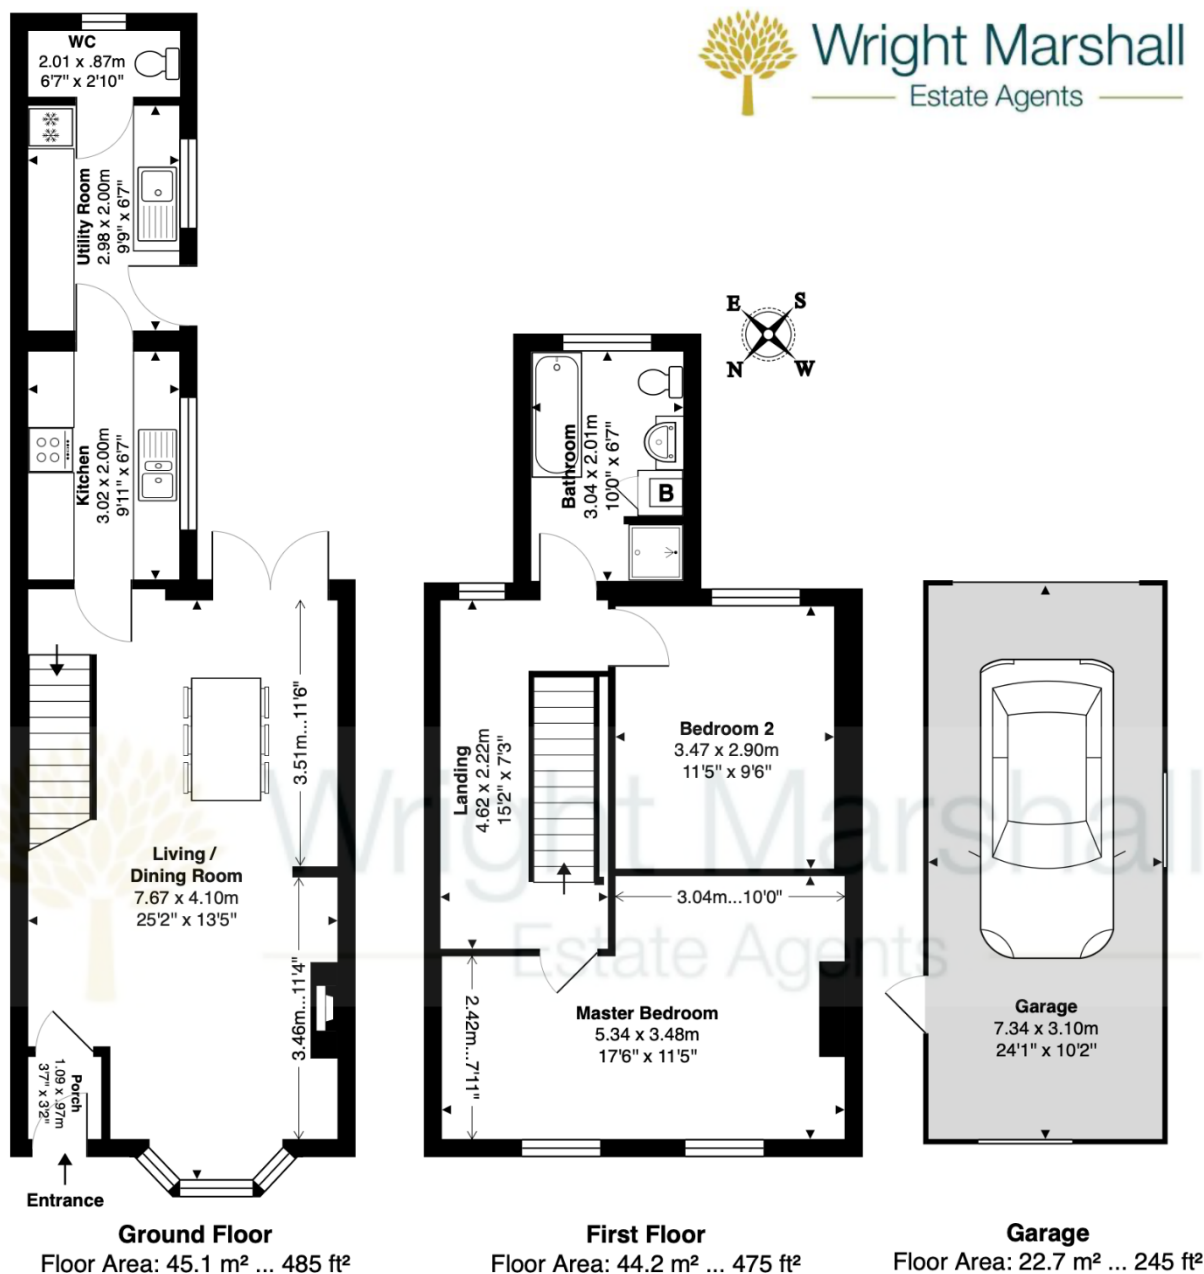 Wright Marshall
Estate Agents
WC
2.01 x .87m
6'7" x 2'10"
Utility Room
2.98 x 2.00m
9'9" x 6'7"
Kitchen
3.02 x 2.00m
9'11" x 6'7"
Living /
Dining Room
7.67 x 4.10m
25'2" x 13'5"
3.51m...11'6"
3.46m...11'4"
Porch
1.09 x .97m
3'7" x 3'2"
Entrance
Ground Floor
Floor Area: 45.1 m² ... 485 ft²
E
S
N
W
Bathroom
3.04 x 2.01m
10'0" x 6'7"
B
Landing
4.62 x 2.22m
15'2" x 7'3"
Bedroom 2
3.47 x 2.90m
11'5" x 9'6"
3.04m...10'0"
2.42m...7'11"
Master Bedroom
5.34 x 3.48m
17'6" x 11'5"
First Floor
Floor Area: 44.2 m² ... 475 ft²
Garage
7.34 x 3.10m
24'1" x 10'2"
Garage
Floor Area: 22.7 m² ... 245 ft²
Wright Marshall
Estate Agents